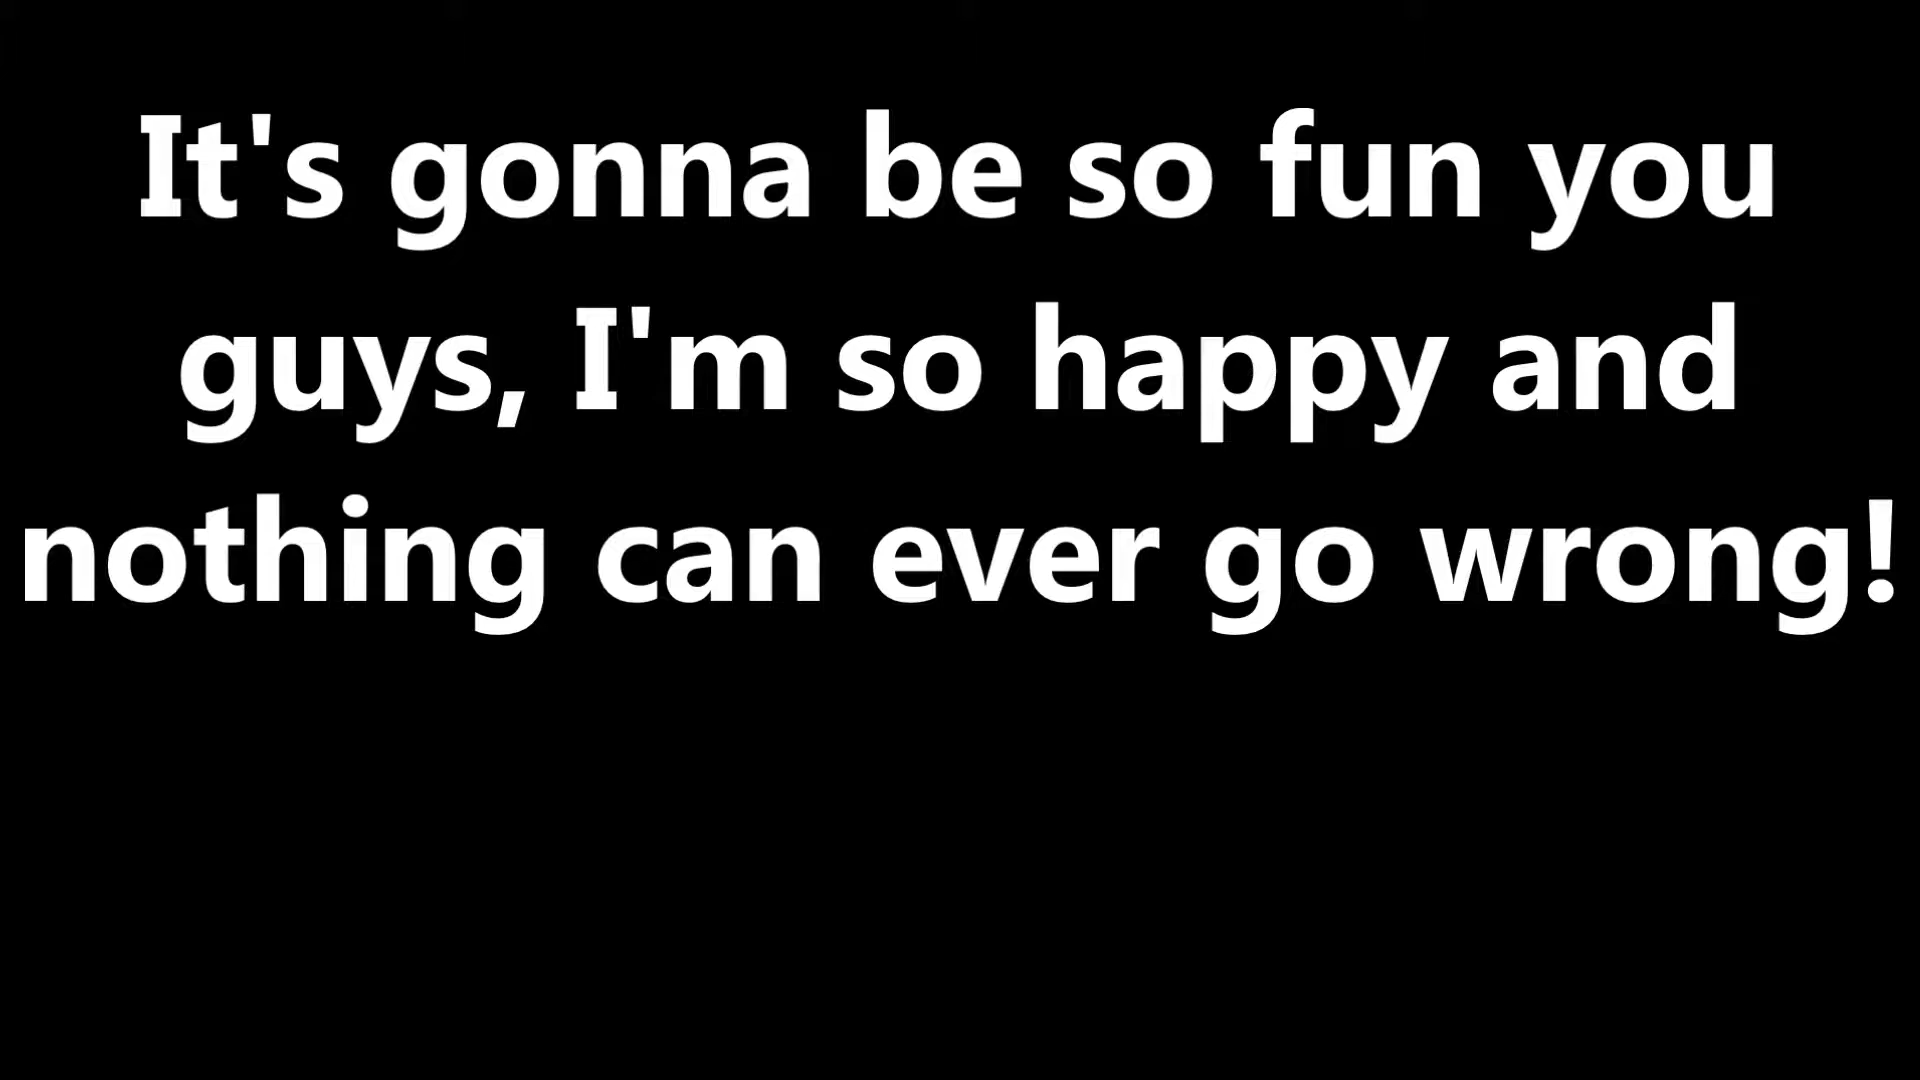 It's gonna be so fun you
guys, I'm so happy and
nothing can ever go wrong!